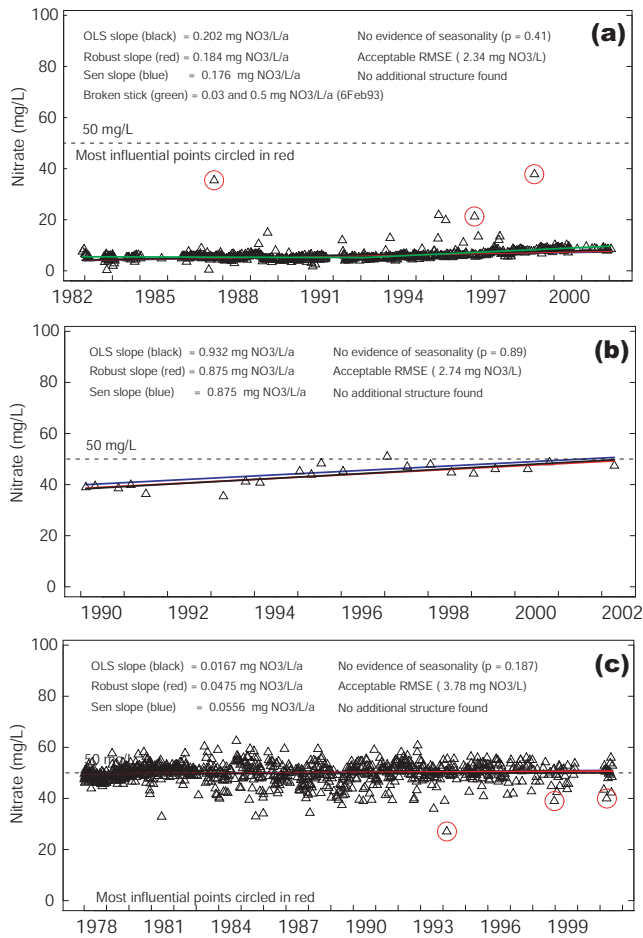 (a)
OLS slope (black) = 0.202 mg NO3/L/a No evidence of seasonality (p = 0.41)
Robust slope (red) = 0.184 mg NO3/L/a Acceptable RMSE ( 2.34 mg NO3/L)
Sen slope (blue) = 0.176 mg NO3/L/a No additional structure found
Broken stick (green) = 0.03 and 0.5 mg NO3/L/a (6Feb93)
50 mg/L
Most influential points circled in red
Nitrate (mg/L)
100
80
60
40
20
0
1982 1985 1988 1991 1994 1997 2000
(b)
OLS slope (black) = 0.932 mg NO3/L/a No evidence of seasonality (p = 0.89)
Robust slope (red) = 0.875 mg NO3/L/a Acceptable RMSE ( 2.74 mg NO3/L)
Sen slope (blue) = 0.875 mg NO3/L/a No additional structure found
50 mg/L
Nitrate (mg/L)
100
80
60
40
20
0
1990 1992 1994 1996 1998 2000 2002
(c)
OLS slope (black) = 0.0167 mg NO3/L/a No evidence of seasonality (p = 0.187)
Robust slope (red) = 0.0475 mg NO3/L/a Acceptable RMSE ( 3.78 mg NO3/L)
Sen slope (blue) = 0.0556 mg NO3/L/a No additional structure found
50 mg/L
Nitrate (mg/L)
100
80
60
40
20
0
Most influential points circled in red
1978 1981 1984 1987 1990 1993 1996 1999